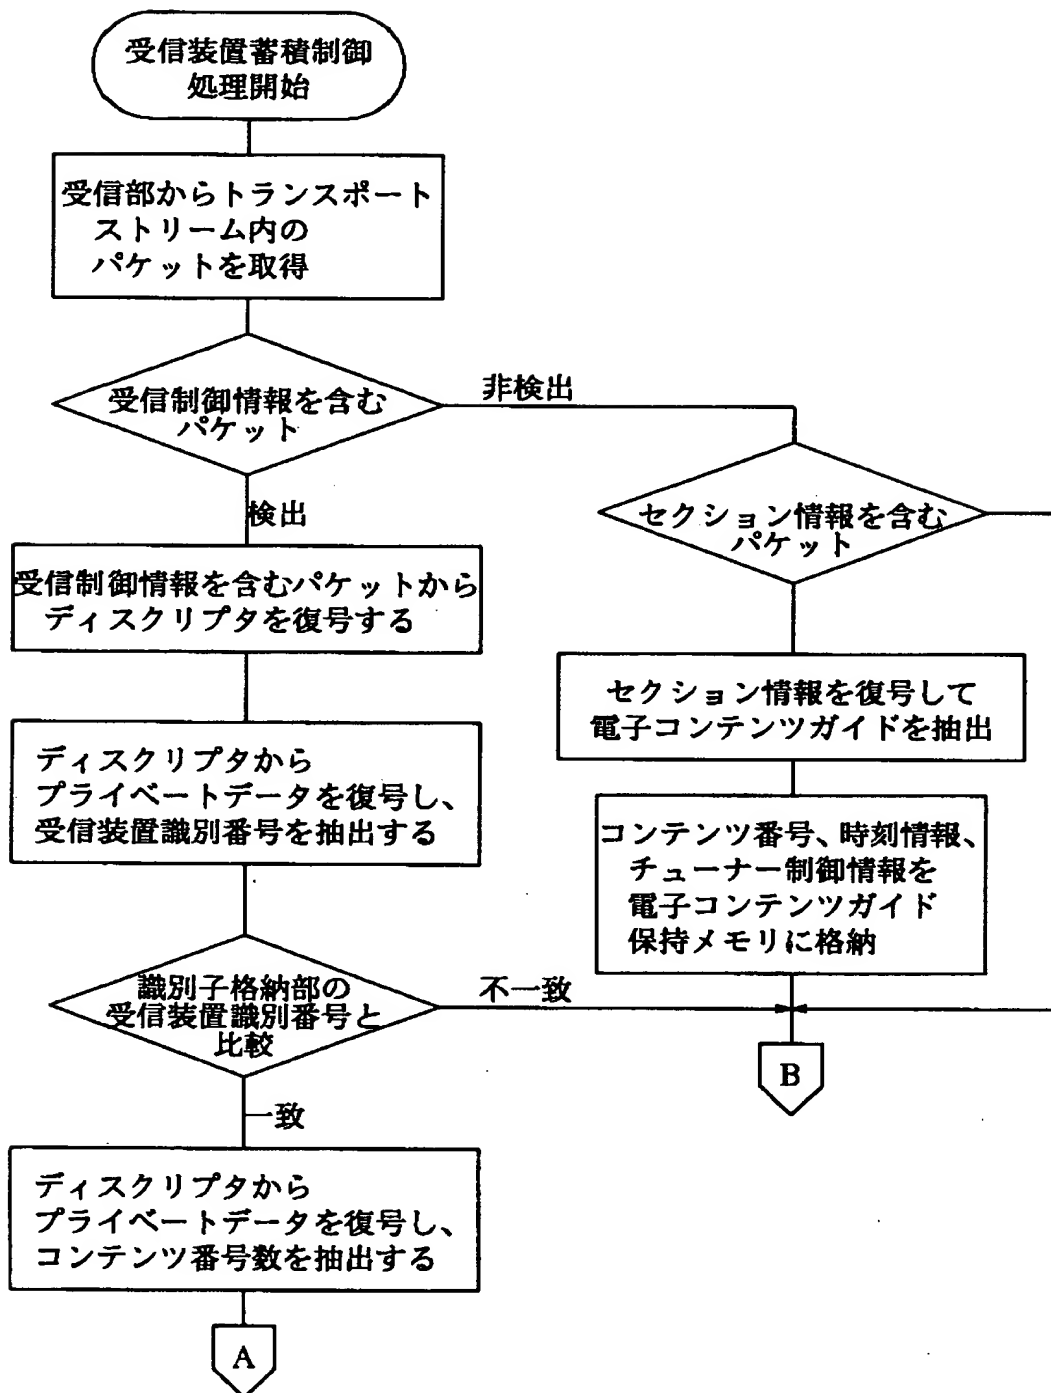 受信装置蓄積制御
処理開始
受信部からトランスポート
ストリーム内の
パケットを取得
受信制御情報を含む
パケット
非検出
検出
セクション情報を含む
パケット
受信制御情報を含むパケットから
ディスクリプタを復号する
セクション情報を復号して
電子コンテンツガイドを抽出
ディスクリプタから
プライベートデータを復号し、
受信装置識別番号を抽出する
コンテンツ番号、時刻情報、
チューナー制御情報を
電子コンテンツガイド
保持メモリに格納
識別子格納部の
受信装置識別番号と
比較
不一致
B
一致
ディスクリプタから
プライベートデータを復号し、
コンテンツ番号数を抽出する
A